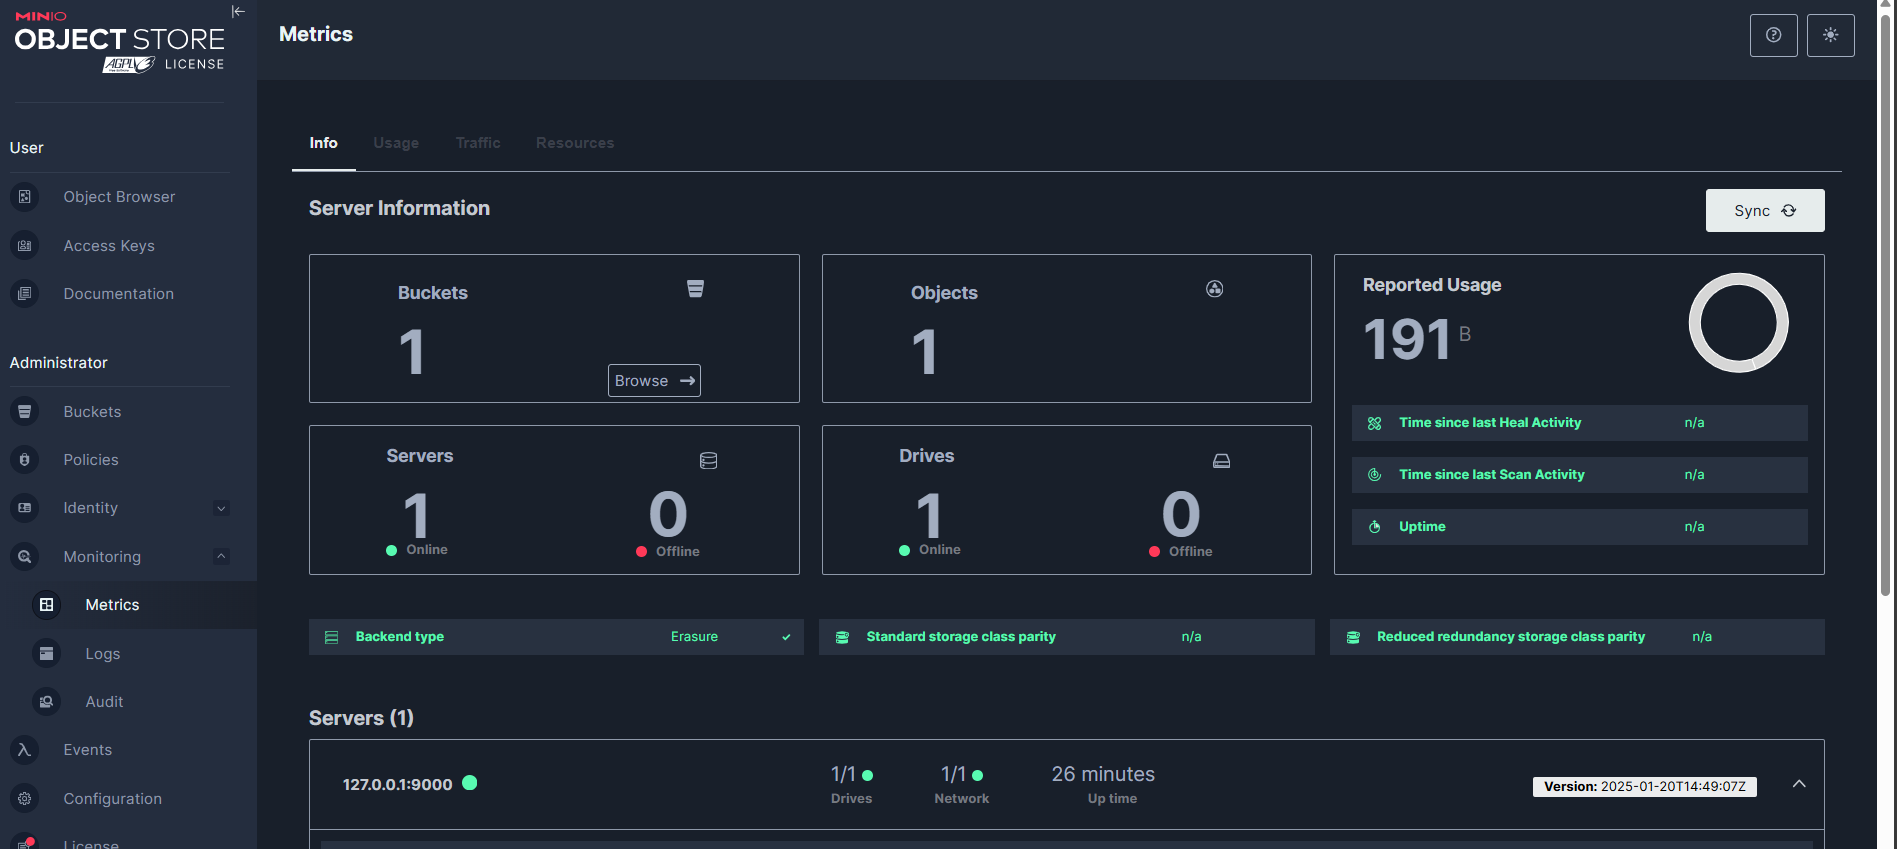 MINIO
OBJECT STORE
AGPL LICENSE
User
Object Browser
Access Keys
Documentation
Administrator
Buckets
Policies
Identity
Monitoring
Metrics
Logs
Audit
Events
Configuration
License
Metrics
Info Usage Traffic Resources
Server Information
Sync
Buckets
1
Browse
Objects
1
Servers
1 0
Online Offline
Drives
1 0
Online Offline
Reported Usage
191 B
Time since last Heal Activity n/a
Time since last Scan Activity n/a
Uptime n/a
Backend type Erasure
Standard storage class parity n/a
Reduced redundancy storage class parity n/a
Servers (1)
127.0.0.1:9000
1/1
Drives
1/1
Network
26 minutes
Up time
Version: 2025-01-20T14:49:07Z